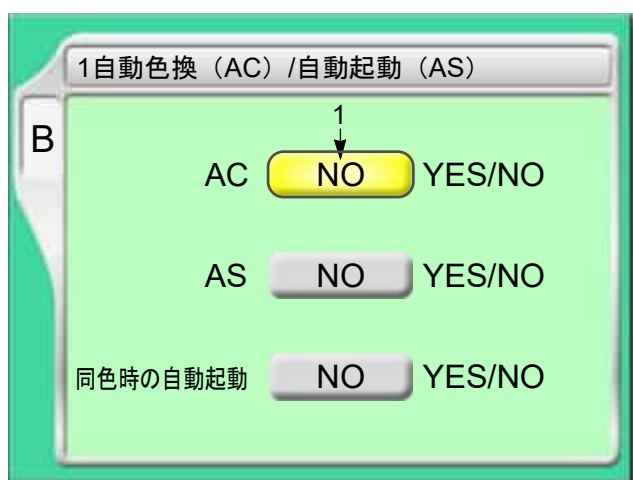 1自動色換（AC）/自動起動（AS）
B
1
AC NO YES/NO
AS NO YES/NO
同色時の自動起動 NO YES/NO